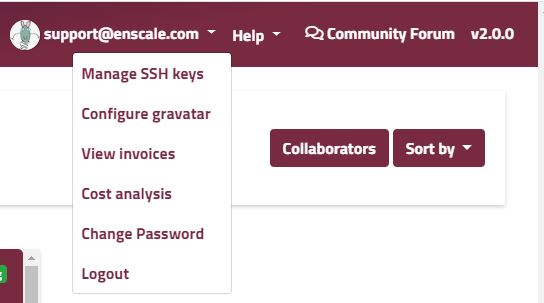 support@enscale.com Help Community Forum v2.0.0
Manage SSH keys
Configure gravatar
View invoices
Cost analysis
Change Password
Logout
Collaborators Sort by